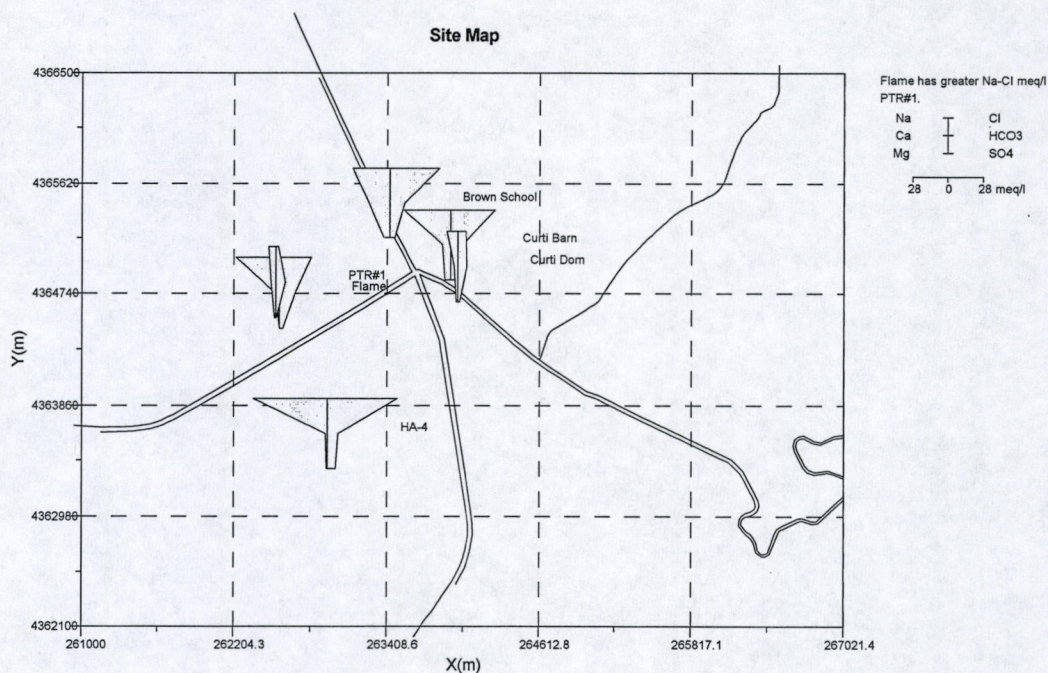 Site Map
4366500
Flame has greater Na-Cl meq/l
PTR#1.
Na Cl
Ca HCO3
Mg SO4
28 0 28 meq/l
4365620
Brown School
Curti Barn
Curti Dom
PTR#1
Flame
4364740
Y(m)
4363860
HA-4
4362980
4362100
261000 262204.3 263408.6 264612.8 265817.1 267021.4
X(m)